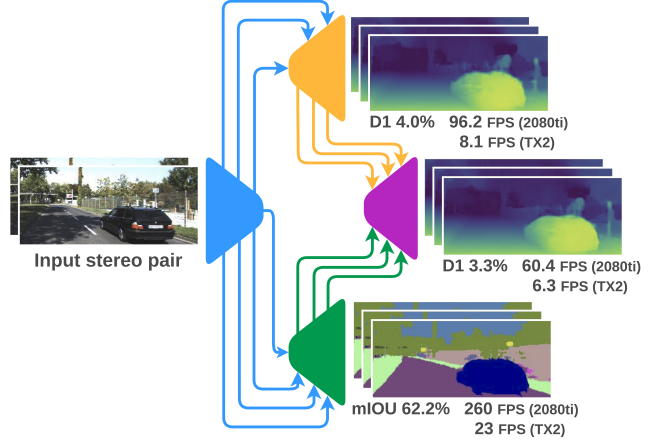 D1 4.0% 96.2 FPS (2080ti)
8.1 FPS (TX2)
Input stereo pair
D1 3.3% 60.4 FPS (2080ti)
6.3 FPS (TX2)
mIOU 62.2% 260 FPS (2080ti)
23 FPS (TX2)